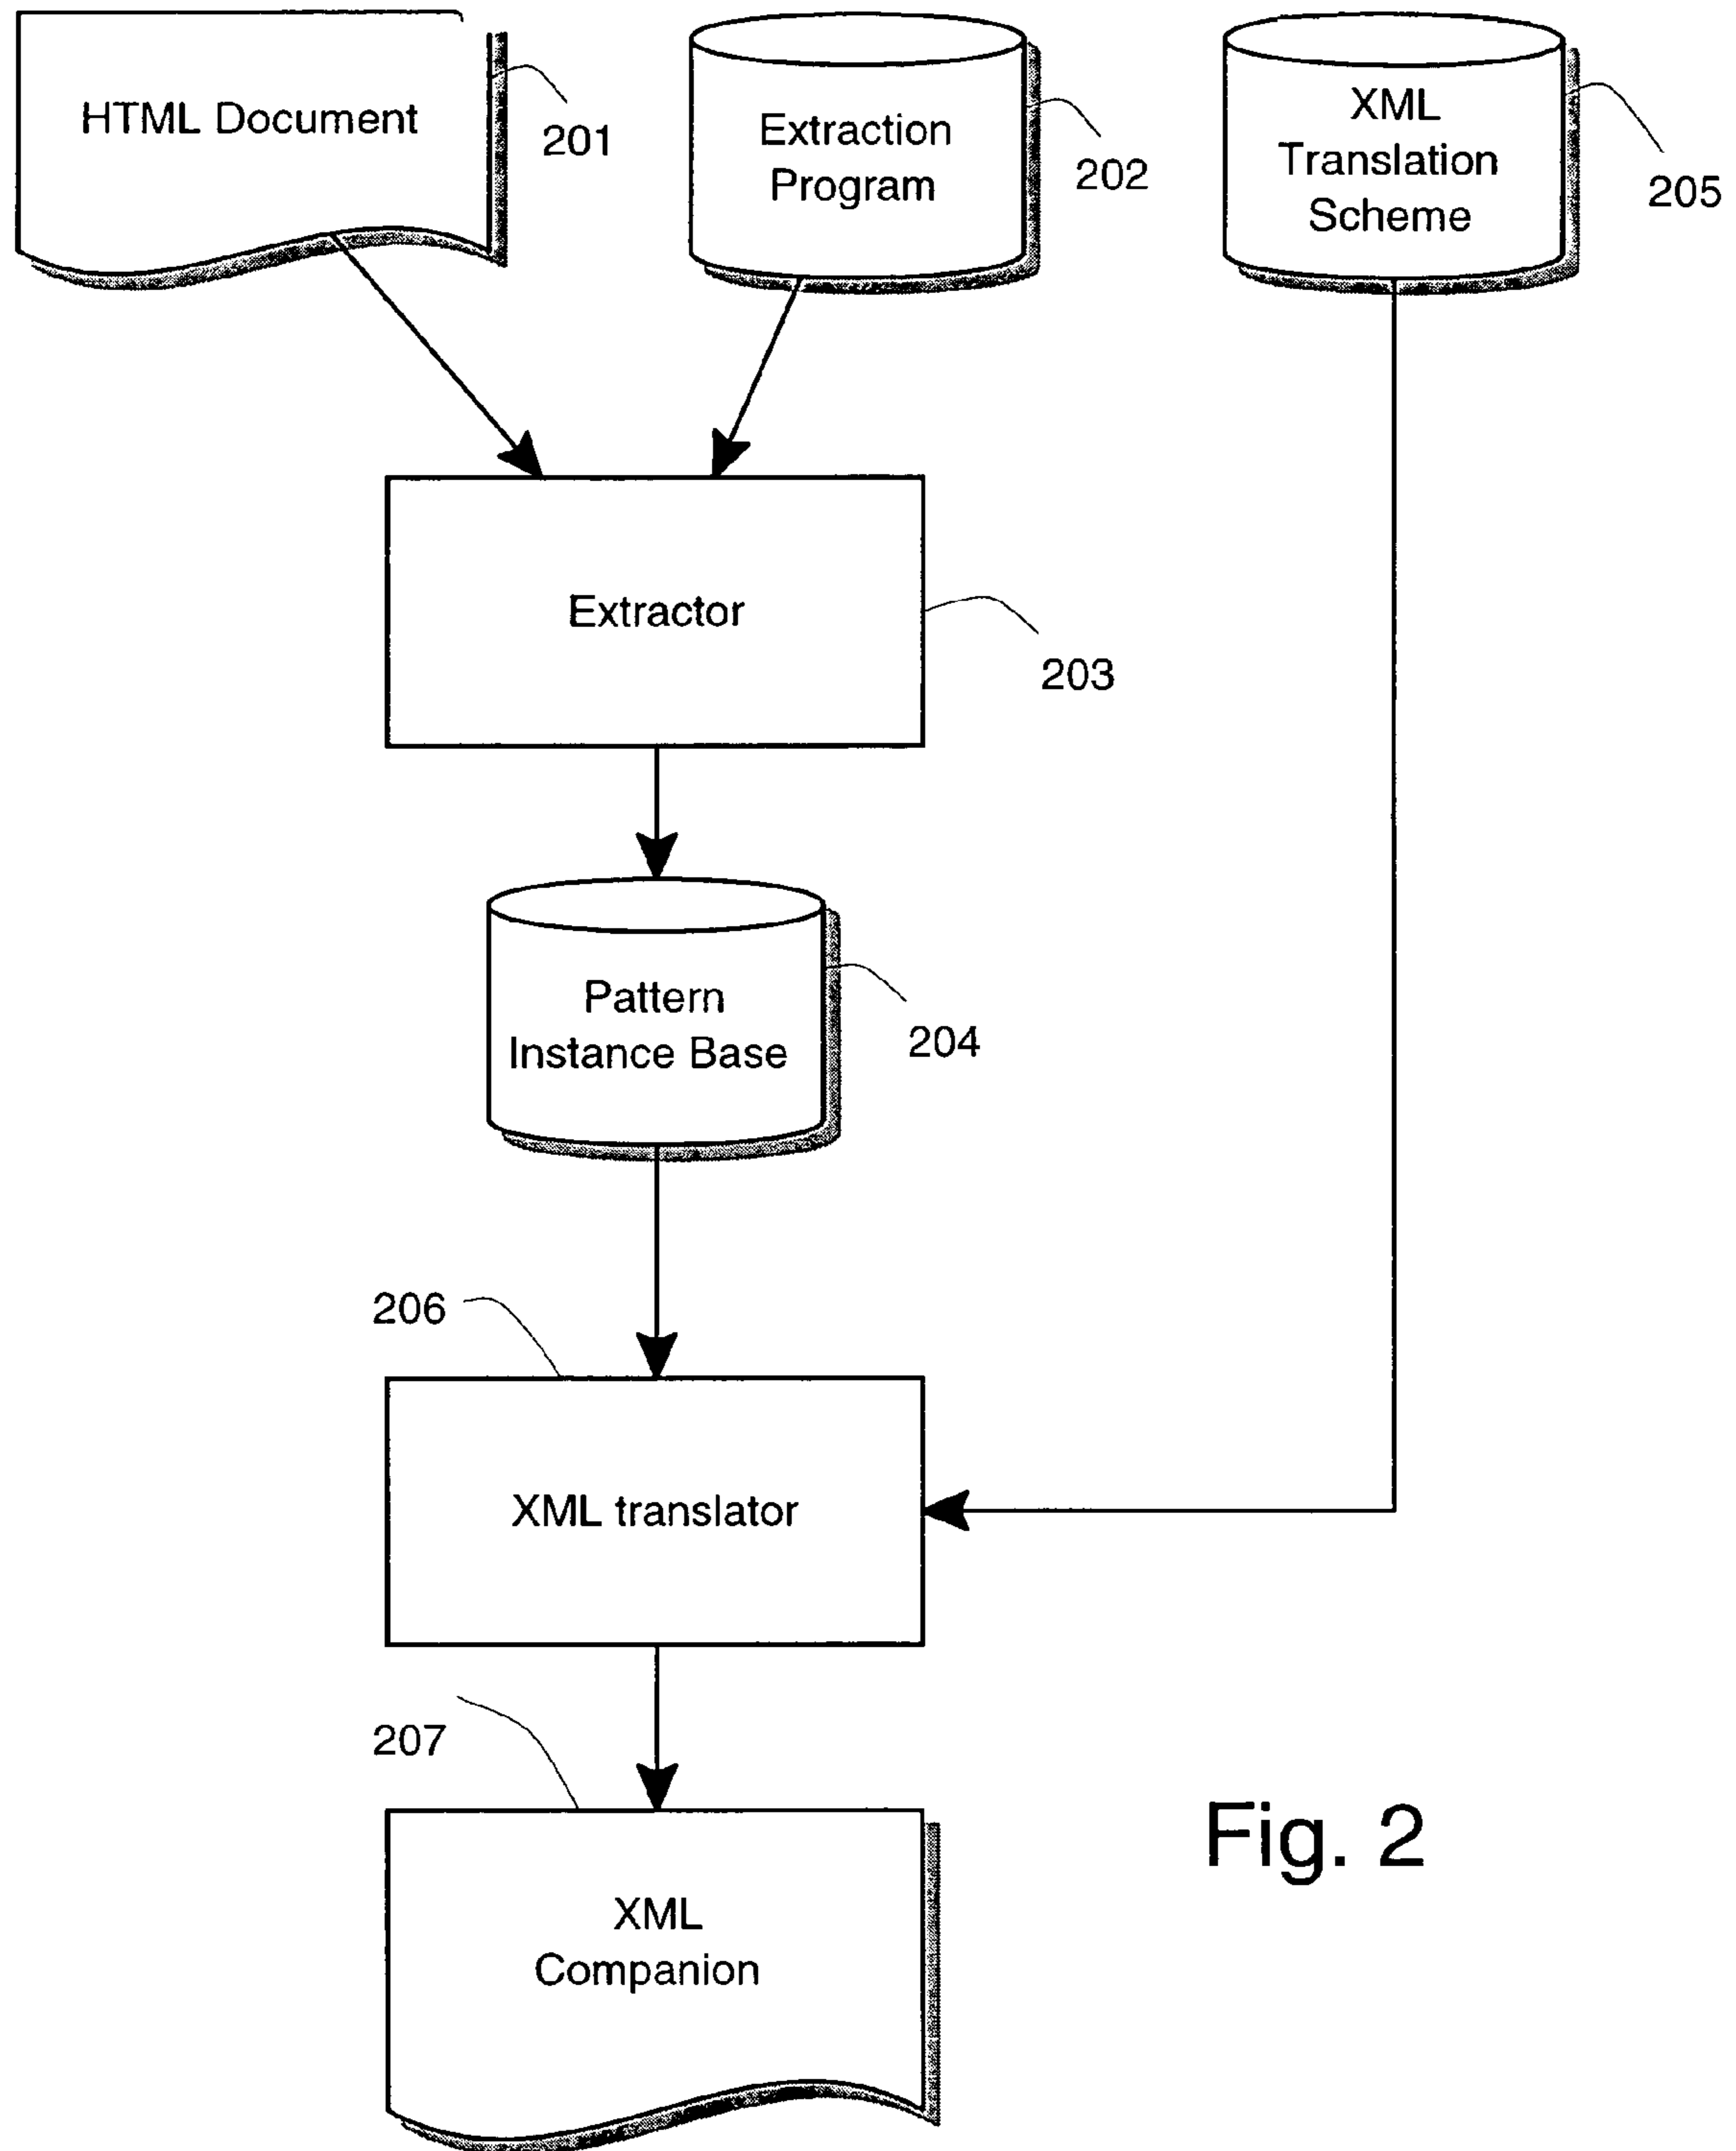 HTML Document
201
Extraction
Program
202
XML
Translation
Scheme
205
Extractor
203
Pattern
Instance Base
204
206
XML translator
207
XML
Companion
Fig. 2